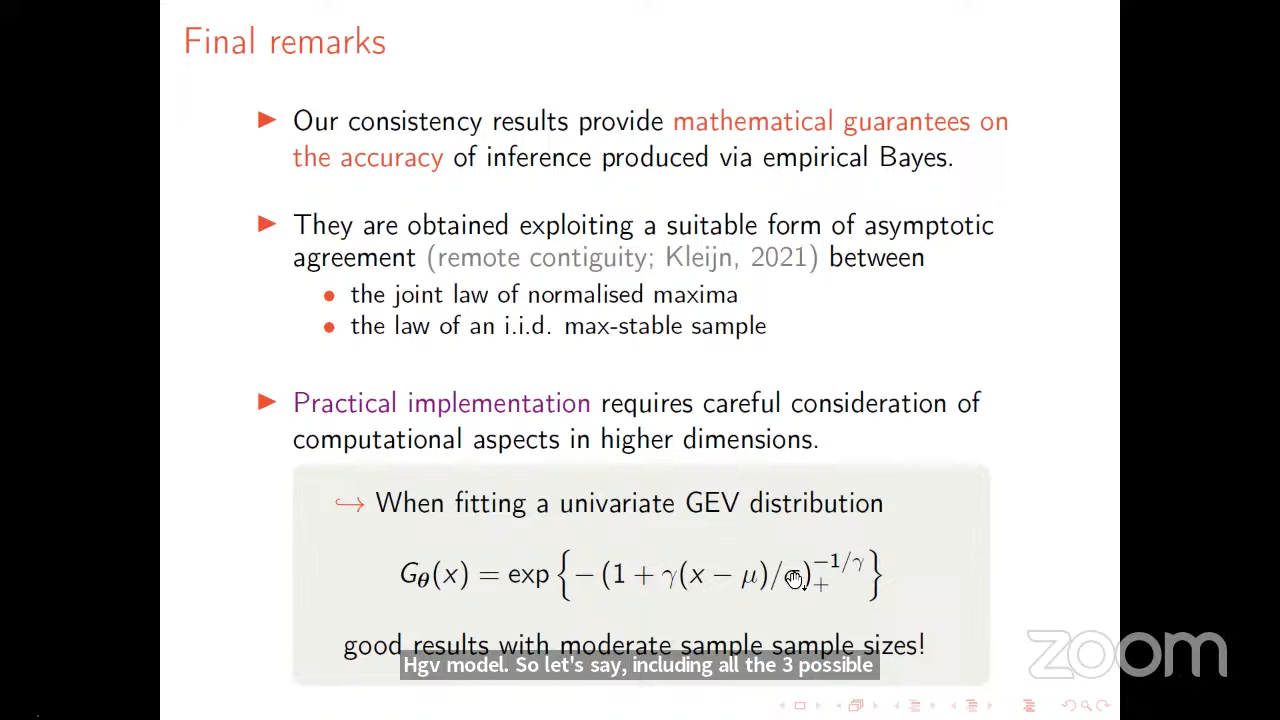 Final remarks
▶ Our consistency results provide mathematical guarantees on
the accuracy of inference produced via empirical Bayes.
▶ They are obtained exploiting a suitable form of asymptotic
agreement (remote contiguity; Kleijn, 2021) between
• the joint law of normalised maxima
• the law of an i.i.d. max-stable sample
▶ Practical implementation requires careful consideration of
computational aspects in higher dimensions.
↪ When fitting a univariate GEV distribution
G_θ(x) = exp { − (1 + γ(x − μ)/σ)_+^{−1/γ} }
good results with moderate sample sample sizes!
Hgv model. So let's say, including all the 3 possible
zoom